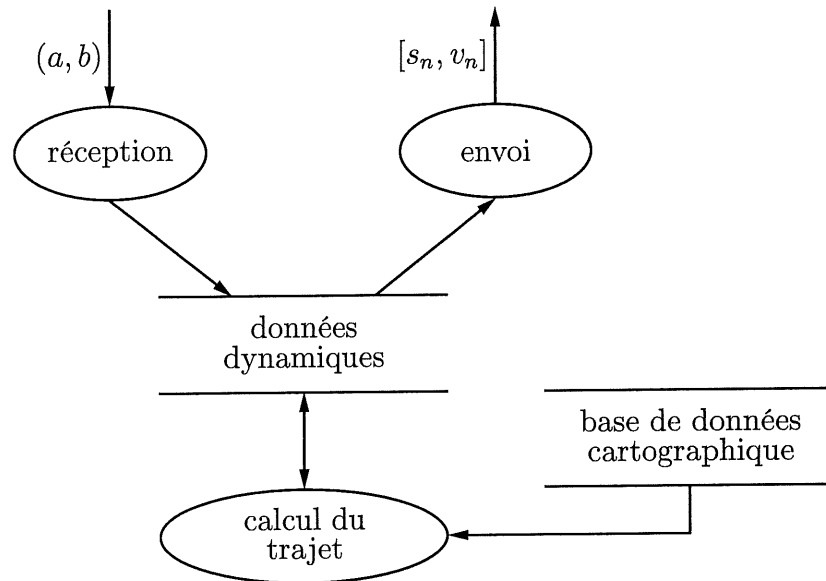 (a, b)
[s_n, v_n]
réception
envoi
données
dynamiques
base de données
cartographique
calcul du
trajet